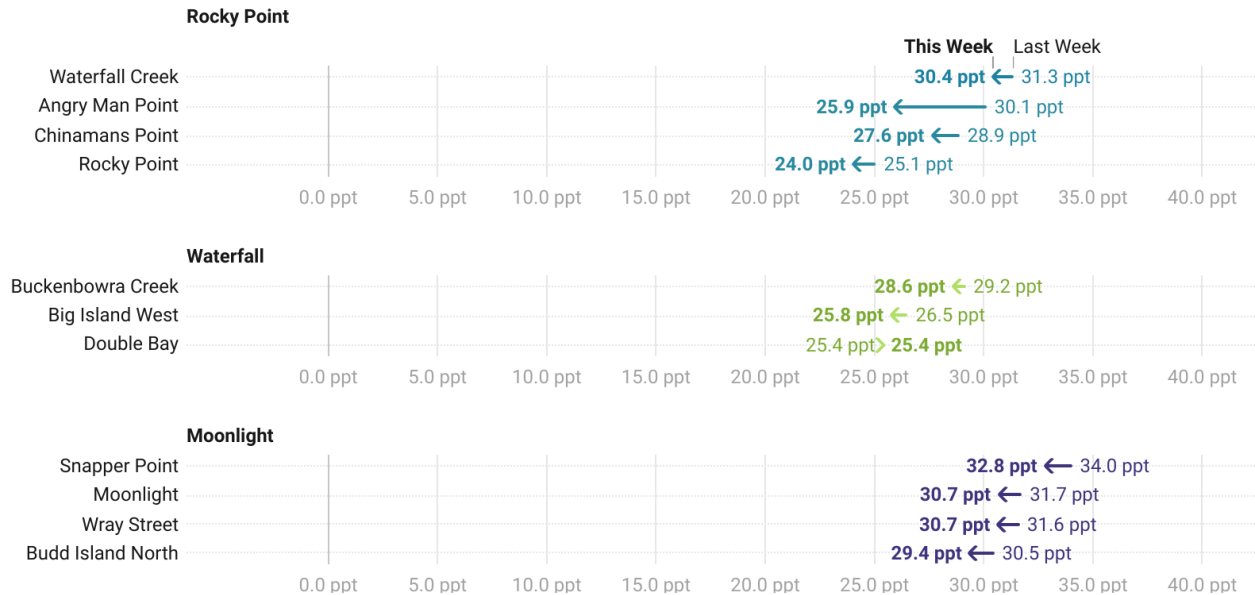 Rocky Point
This Week Last Week
Waterfall Creek 30.4 ppt 31.3 ppt
Angry Man Point 25.9 ppt 30.1 ppt
Chinamans Point 27.6 ppt 28.9 ppt
Rocky Point 24.0 ppt 25.1 ppt
0.0 ppt 5.0 ppt 10.0 ppt 15.0 ppt 20.0 ppt 25.0 ppt 30.0 ppt 35.0 ppt 40.0 ppt
Waterfall
Buckenbowra Creek 28.6 ppt 29.2 ppt
Big Island West 25.8 ppt 26.5 ppt
Double Bay 25.4 ppt 25.4 ppt
0.0 ppt 5.0 ppt 10.0 ppt 15.0 ppt 20.0 ppt 25.0 ppt 30.0 ppt 35.0 ppt 40.0 ppt
Moonlight
Snapper Point 32.8 ppt 34.0 ppt
Moonlight 30.7 ppt 31.7 ppt
Wray Street 30.7 ppt 31.6 ppt
Budd Island North 29.4 ppt 30.5 ppt
0.0 ppt 5.0 ppt 10.0 ppt 15.0 ppt 20.0 ppt 25.0 ppt 30.0 ppt 35.0 ppt 40.0 ppt